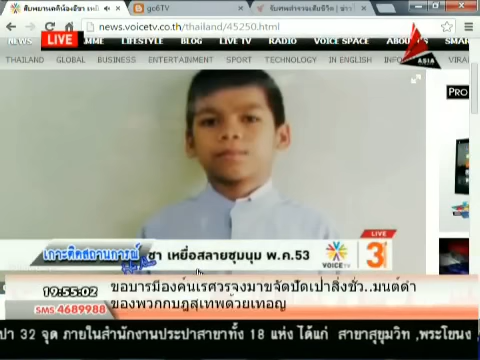 go6TV
news.voicetv.co.th/thailand/45250.html
NEWS
LIVE
LIFESTYLE
BLOG
LIVE TV
ROOMS
VOICE SPACE
ABOUT
THAILAND
GLOBAL
BUSINESS
ENTERTAINMENT
SPORT
TECHNOLOGY
IN ENGLISH
VIDEO
ASIA
PRO
เกาะติดสถานการณ์
ชา เหยื่อสลายชุมนุม พ.ค.53
VOICETV
LIVE
3
19:55:02
SMS 4689988
ขอบารมีองค์นเรศวรจงมาขจัดปัดเป่าสิ่งชั่ว..มนต์ดำ
ของพวกกบฎสุเทพด้วยเทอญ
ปา 32 จุด ภายในสำนักงานประปาสาขาทั้ง 18 แห่ง ได้แก่ สาขาสุขุมวิท ,พระโขนง